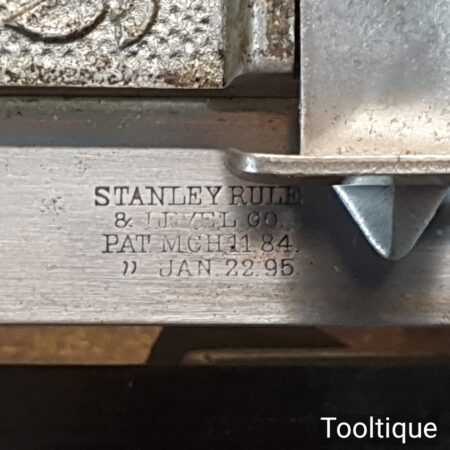 STANLEY RULE
& LEVEL CO.
PAT MCH 11 84.
" JAN. 22. 95.
Tooltique